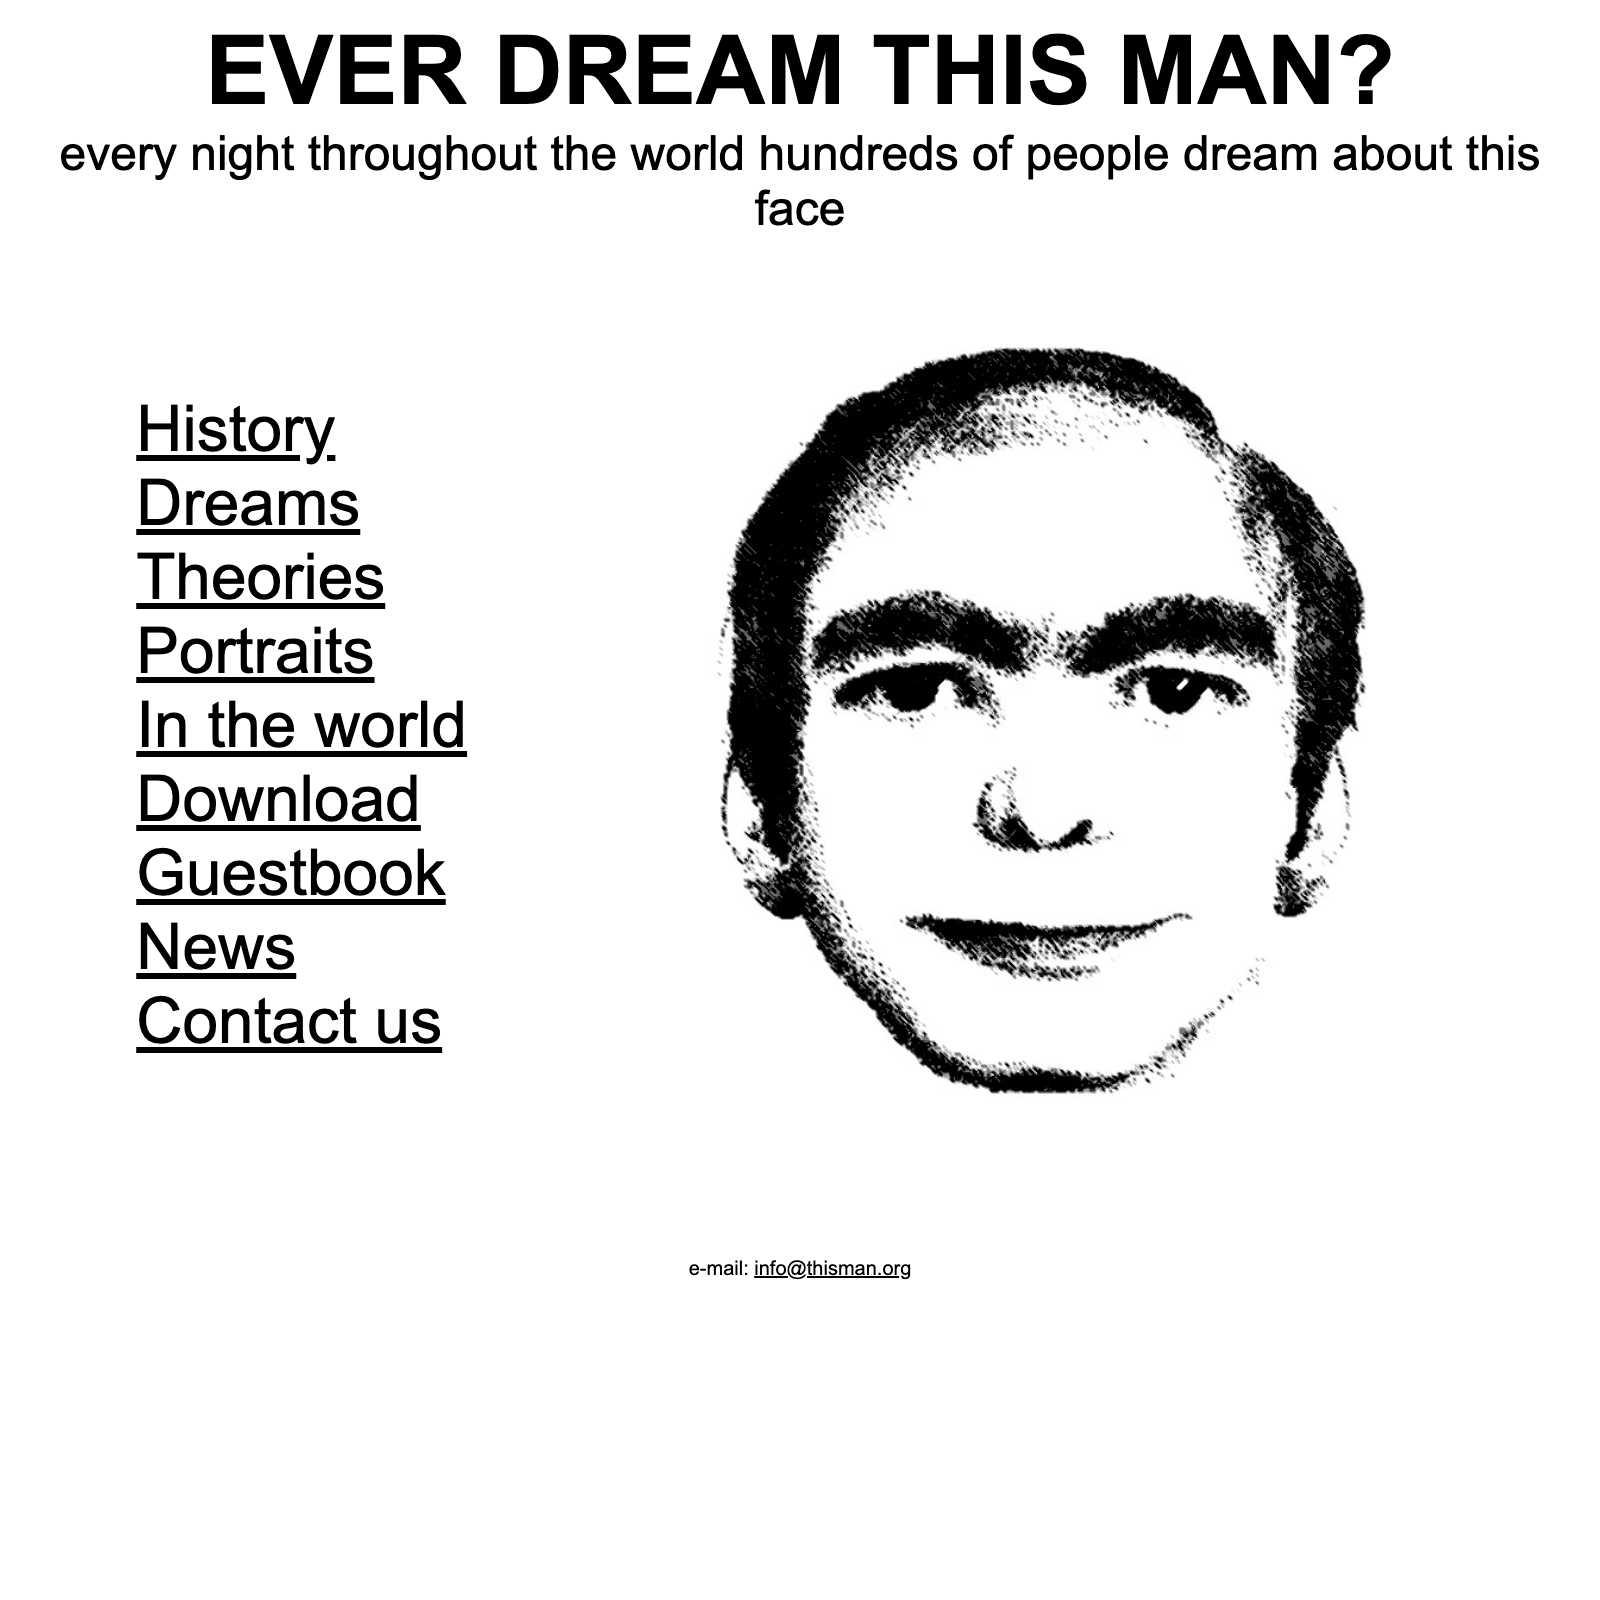 EVER DREAM THIS MAN?
every night throughout the world hundreds of people dream about this
face
History
Dreams
Theories
Portraits
In the world
Download
Guestbook
News
Contact us
e-mail: info@thisman.org